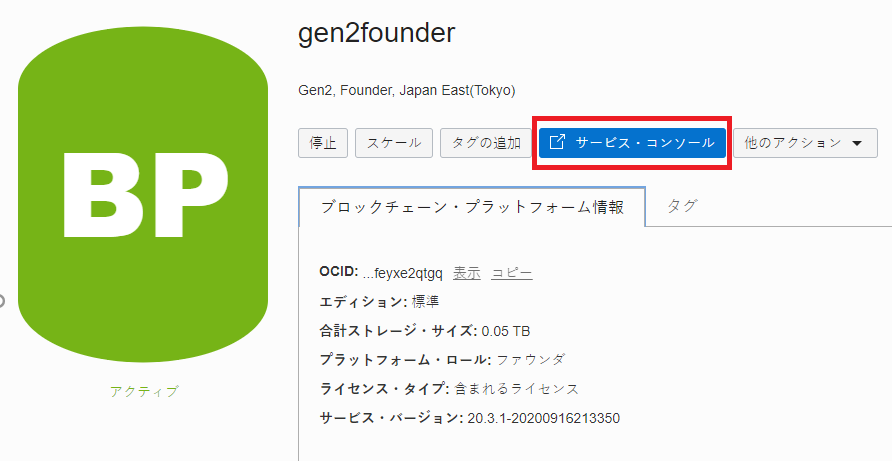 gen2founder
Gen2, Founder, Japan East(Tokyo)
停止 スケール タグの追加 サービス・コンソール 他のアクション
BP
アクティブ
ブロックチェーン・プラットフォーム情報 タグ
OCID: ...feyxe2qtgq 表示 コピー
エディション: 標準
合計ストレージ・サイズ: 0.05 TB
プラットフォーム・ロール: ファウンダ
ライセンス・タイプ: 含まれるライセンス
サービス・バージョン: 20.3.1-20200916213350